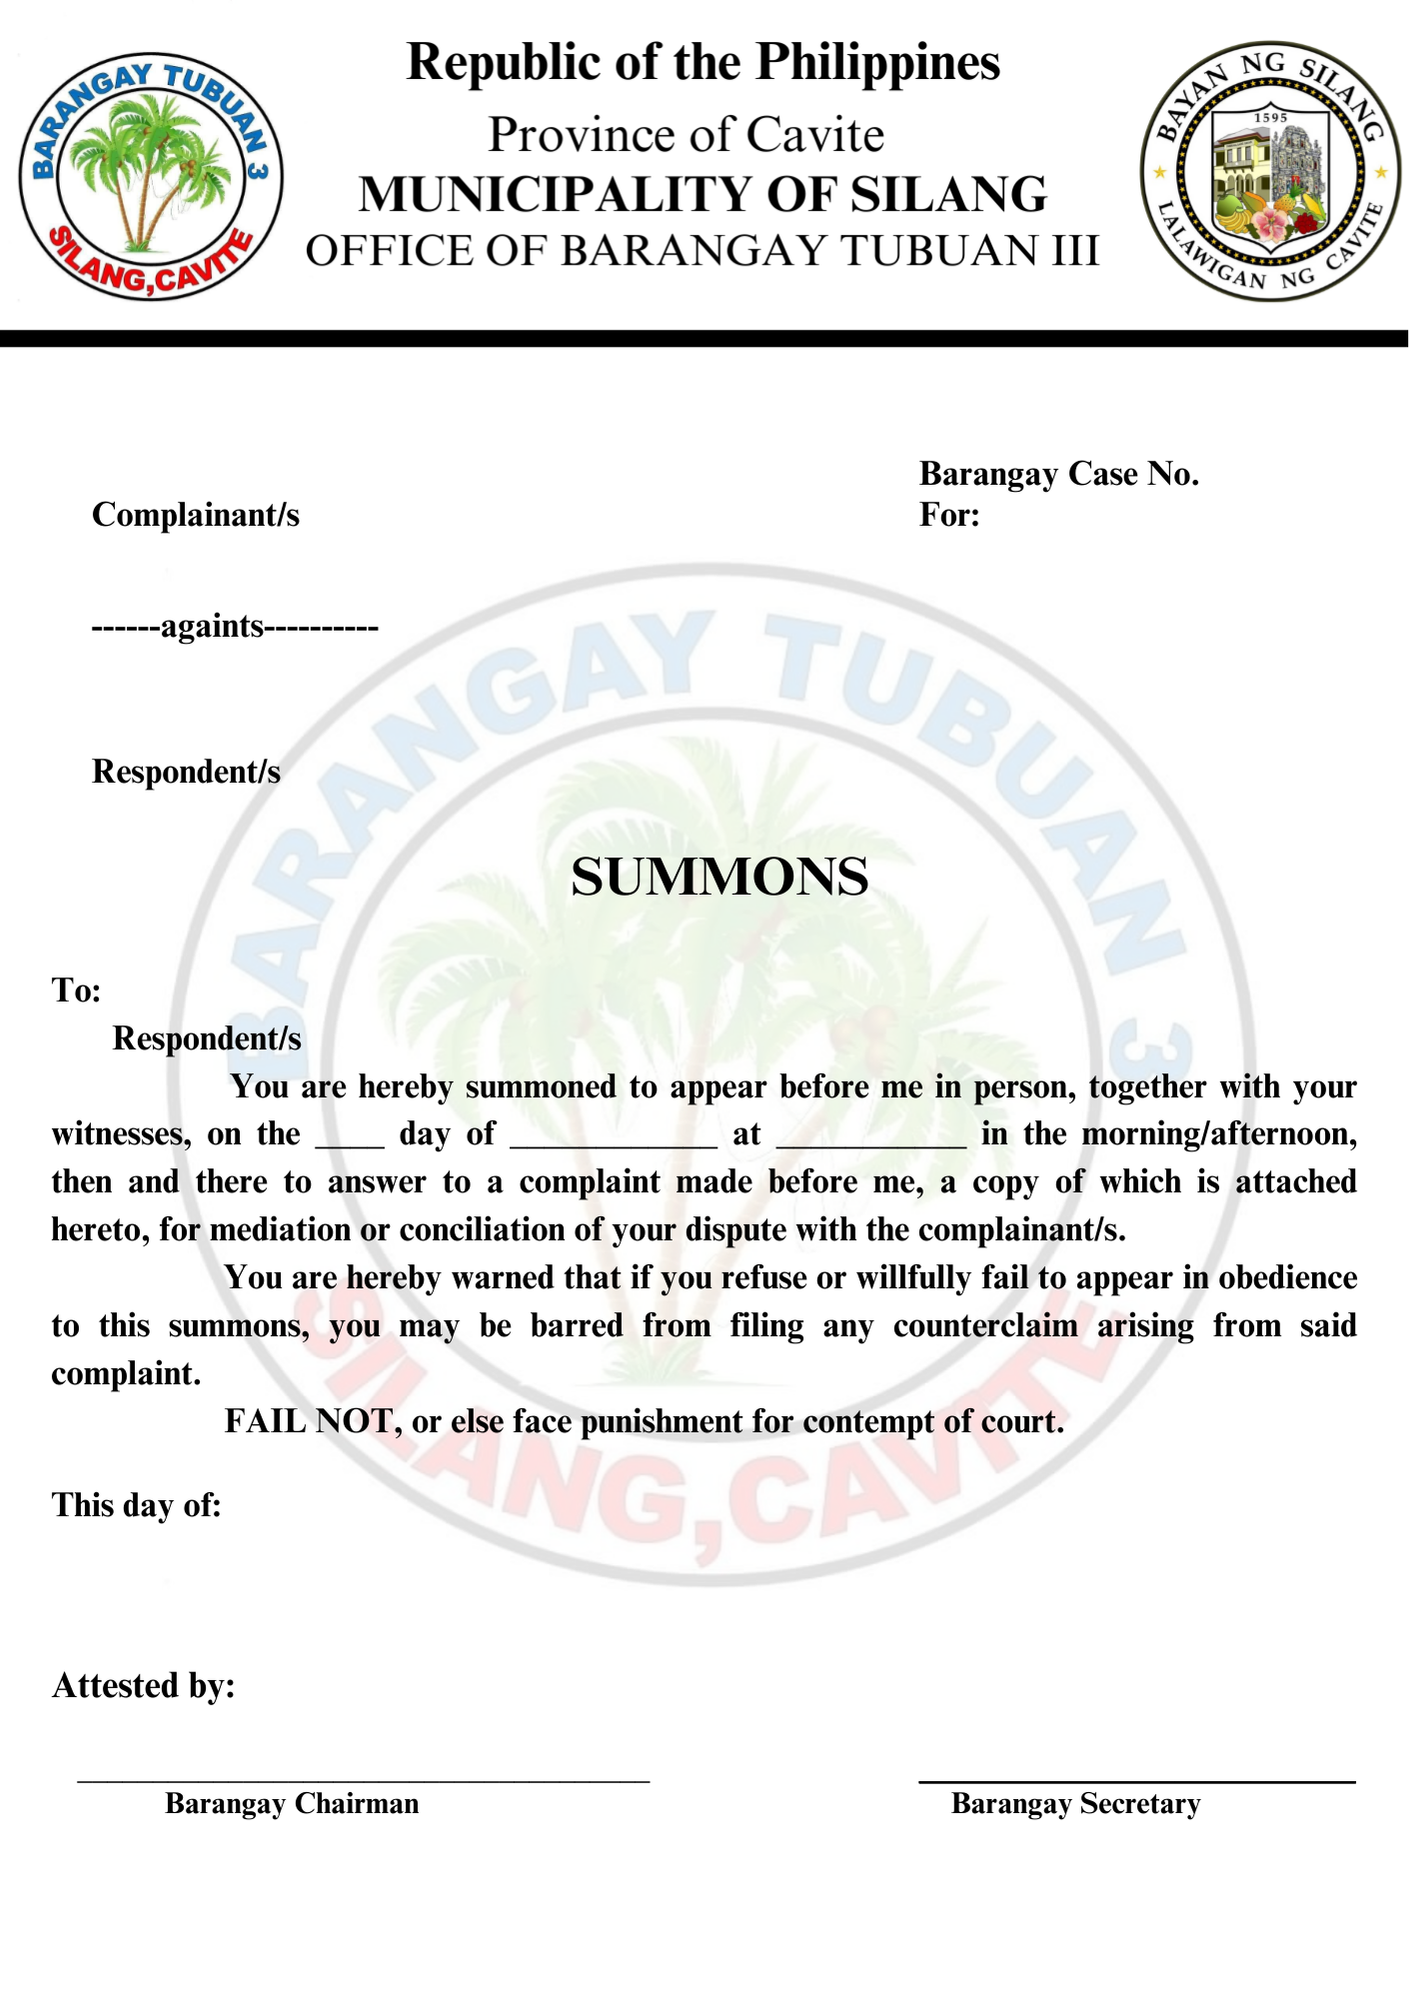 BARANGAY TUBUAN 3
SILANG,CAVITE
Republic of the Philippines
Province of Cavite
MUNICIPALITY OF SILANG
OFFICE OF BARANGAY TUBUAN III
BAYAN NG SILANG
1595
LALAWIGAN NG CAVITE
Barangay Case No.
Complainant/s
For:
------againts----------
Respondent/s
BARANGAY TUBUAN 3
SILANG,CAVITE
SUMMONS
To:
Respondent/s
You are hereby summoned to appear before me in person, together with your
witnesses, on the ____ day of ____________ at ___________ in the morning/afternoon,
then and there to answer to a complaint made before me, a copy of which is attached
hereto, for mediation or conciliation of your dispute with the complainant/s.
You are hereby warned that if you refuse or willfully fail to appear in obedience
to this summons, you may be barred from filing any counterclaim arising from said
complaint.
FAIL NOT, or else face punishment for contempt of court.
This day of:
Attested by:
Barangay Chairman
Barangay Secretary